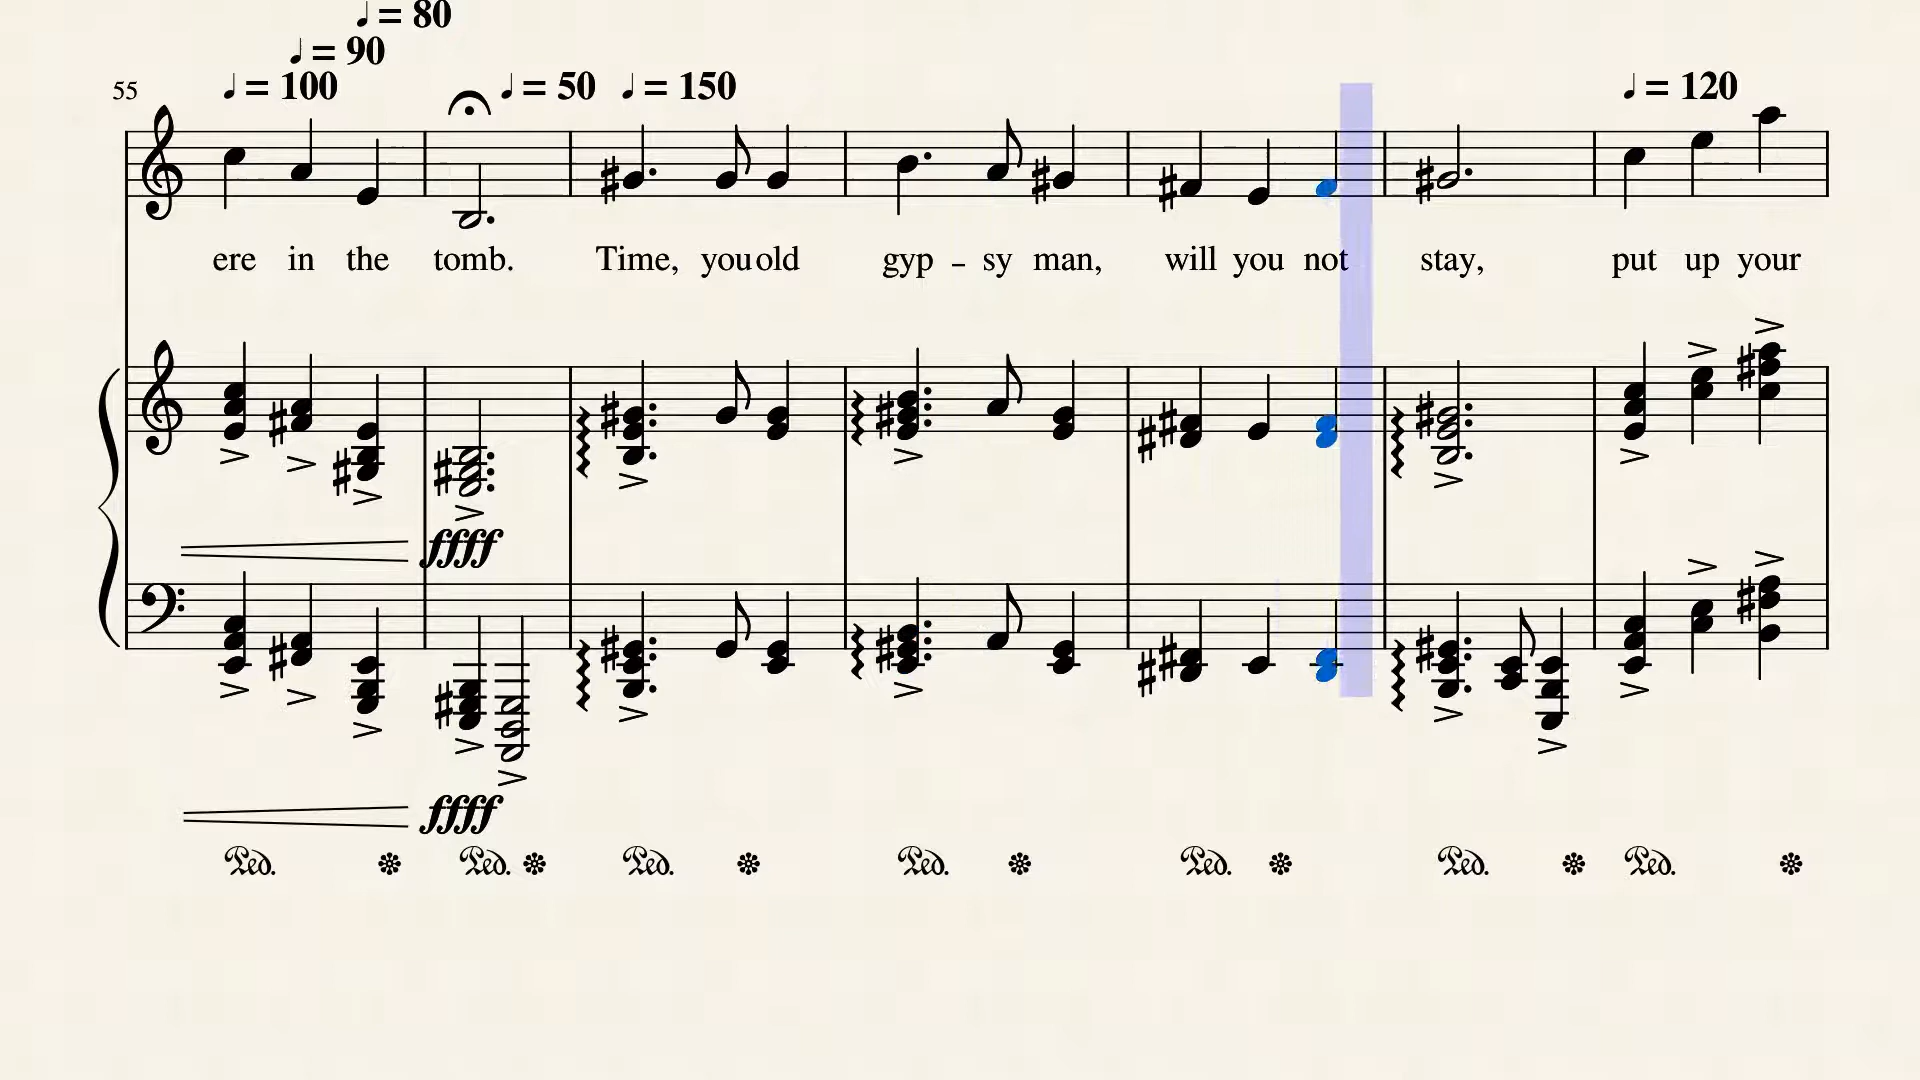 ♩ = 80
♩ = 90
55 ♩ = 100 ♩ = 50 ♩ = 150 ♩ = 120
ere in the tomb. Time, you old gyp - sy man, will you not stay, put up your
ffff
ffff
Ped. * Ped. * Ped. * Ped. * Ped. * Ped. * Ped. *